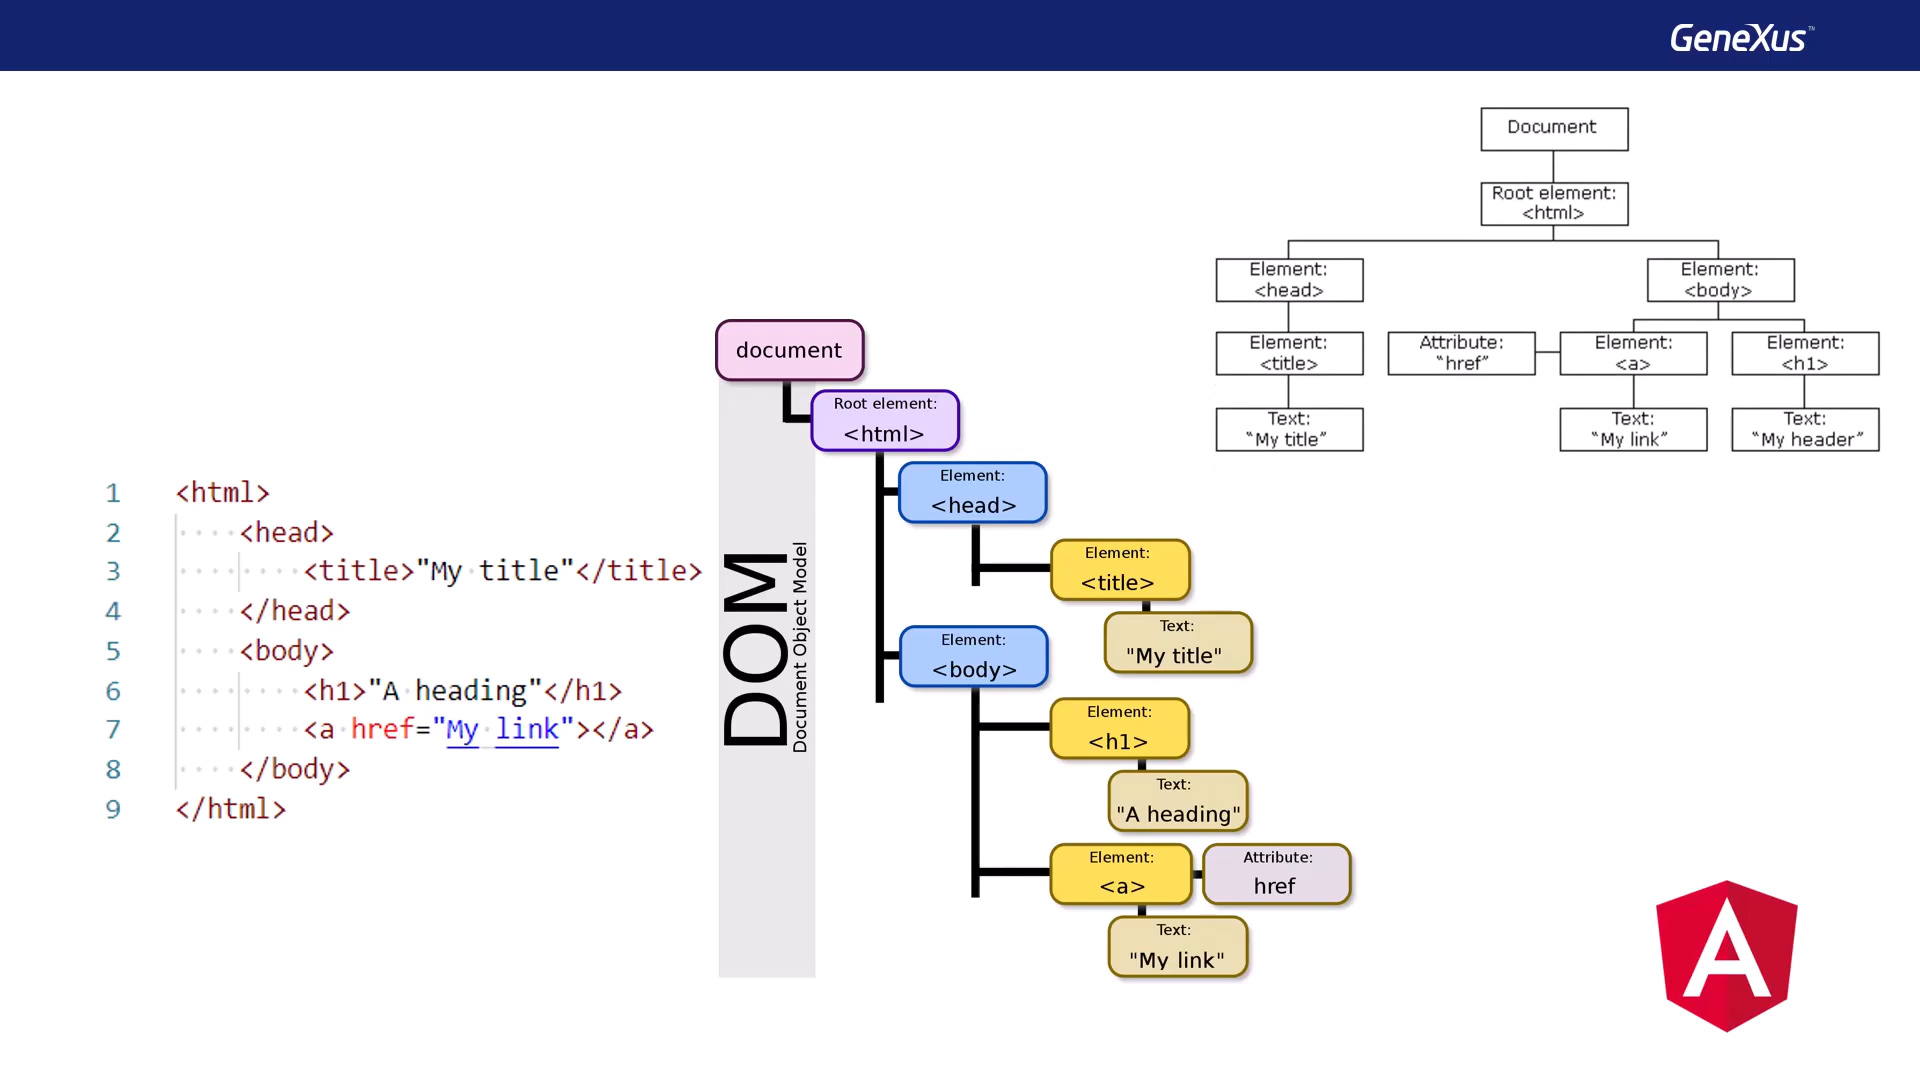 GeneXus™
Document
Root element:
<html>
Element:
<head>
Element:
<body>
Element:
<title>
Attribute:
“href”
Element:
<a>
Element:
<h1>
Text:
“My title”
Text:
“My link”
Text:
“My header”
1 <html>
2 ····<head>
3 ········<title>"My·title"</title>
4 ····</head>
5 ····<body>
6 ········<h1>"A·heading"</h1>
7 ········<a·href="My·link"></a>
8 ····</body>
9 </html>
DOM
Document Object Model
document
Root element:
<html>
Element:
<head>
Element:
<title>
Text:
"My title"
Element:
<body>
Element:
<h1>
Text:
"A heading"
Element:
<a>
Attribute:
href
Text:
"My link"
A